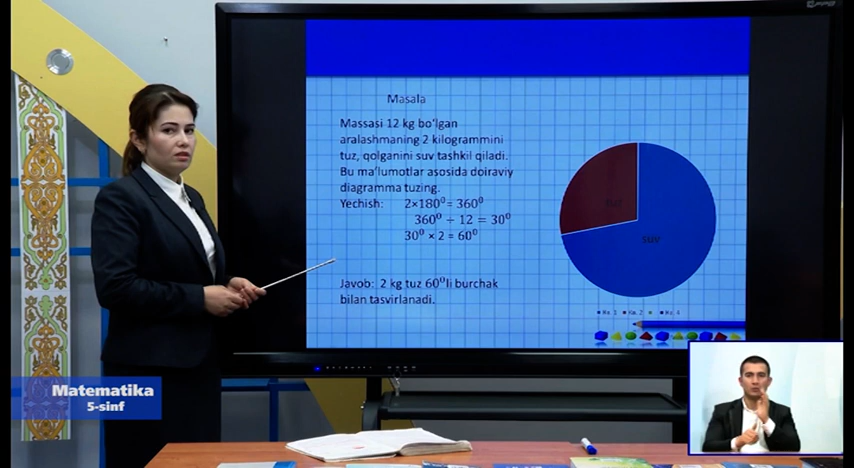 Masala
Massasi 12 kg bo‘lgan
aralashmaning 2 kilogrammini
tuz, qolganini suv tashkil qiladi.
Bu ma’lumotlar asosida doiraviy
diagramma tuzing.
Yechish: 2×180⁰= 360⁰
360⁰ ÷ 12 = 30⁰
30⁰ × 2 = 60⁰
Javob: 2 kg tuz 60⁰li burchak
bilan tasvirlanadi.
suv
Matematika
5-sinf